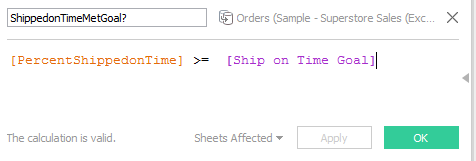 ShippedonTimeMetGoal?
Orders (Sample - Superstore Sales (Exc...
[PercentShippedonTime] >=  [Ship on Time Goal]
The calculation is valid.
Sheets Affected
Apply
OK